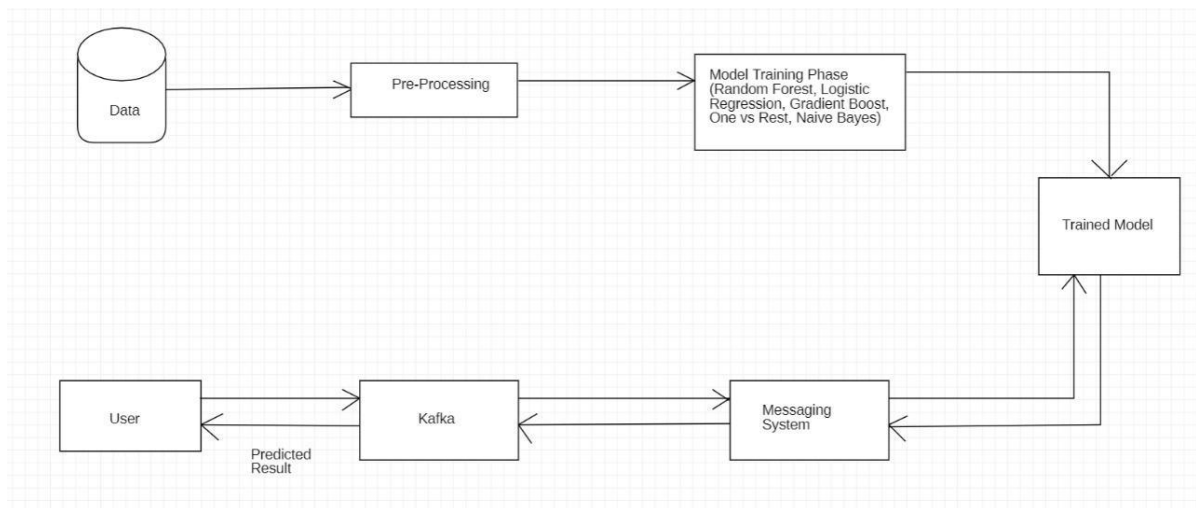 Data
Pre-Processing
Model Training Phase
(Random Forest, Logistic
Regression, Gradient Boost,
One vs Rest, Naive Bayes)
Trained Model
User
Kafka
Messaging
System
Predicted
Result